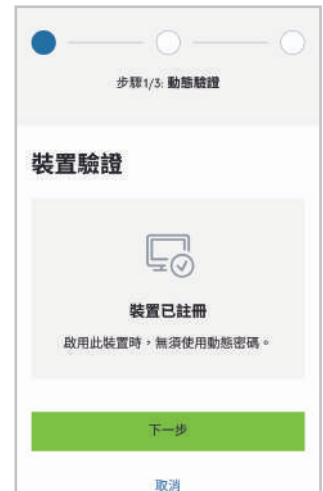 步驟1/3: 動態驗證
裝置驗證
裝置已註冊
啟用此裝置時，無須使用動態密碼。
下一步
取消